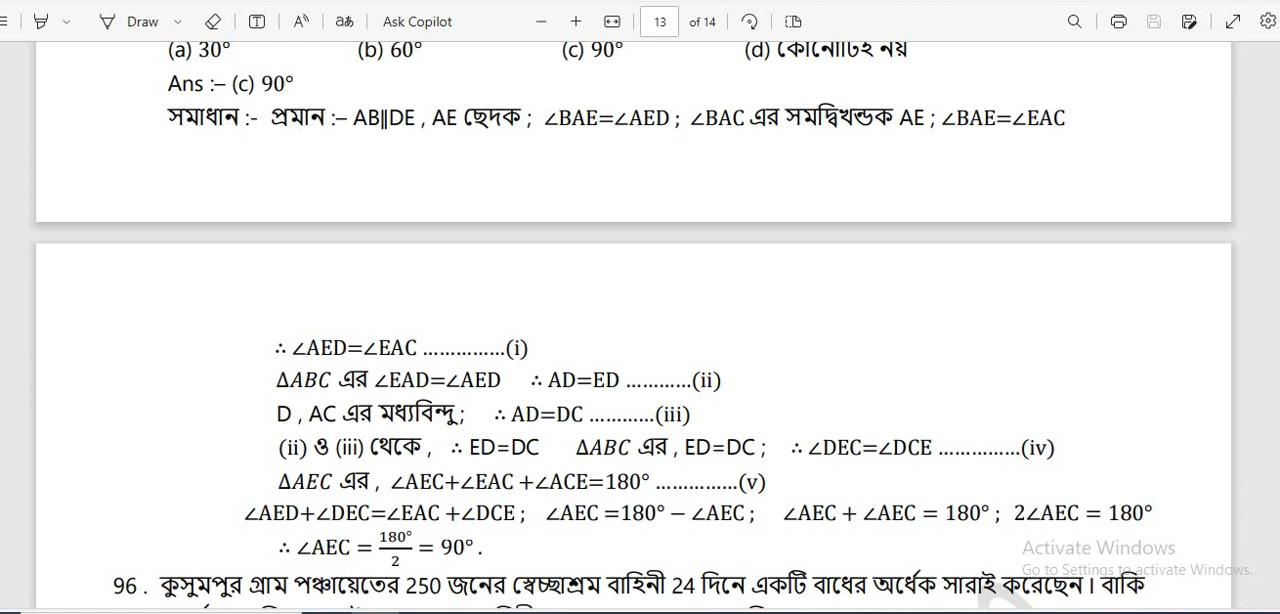 Draw Ask Copilot 13 of 14
(a) 30° (b) 60° (c) 90° (d) কোনোটিই নয়
Ans :– (c) 90°
সমাধান :- প্রমান :– AB∥DE , AE ছেদক ; ∠BAE=∠AED ; ∠BAC এর সমদ্বিখন্ডক AE ; ∠BAE=∠EAC
∴ ∠AED=∠EAC ...............(i)
ΔABC এর ∠EAD=∠AED ∴ AD=ED ............(ii)
D , AC এর মধ্যবিন্দু ; ∴ AD=DC ............(iii)
(ii) ও (iii) থেকে , ∴ ED=DC ΔABC এর , ED=DC ; ∴ ∠DEC=∠DCE ...............(iv)
ΔAEC এর , ∠AEC+∠EAC +∠ACE=180° ...............(v)
∠AED+∠DEC=∠EAC +∠DCE ; ∠AEC =180° − ∠AEC ; ∠AEC + ∠AEC = 180° ; 2∠AEC = 180°
∴ ∠AEC = 180°/2 = 90° .
Activate Windows
Go to Settings to activate Windows.
96 . কুসুমপুর গ্রাম পঞ্চায়েতের 250 জনের স্বেচ্ছাশ্রম বাহিনী 24 দিনে একটি বাধের অর্ধেক সারাই করেছেন । বাকি